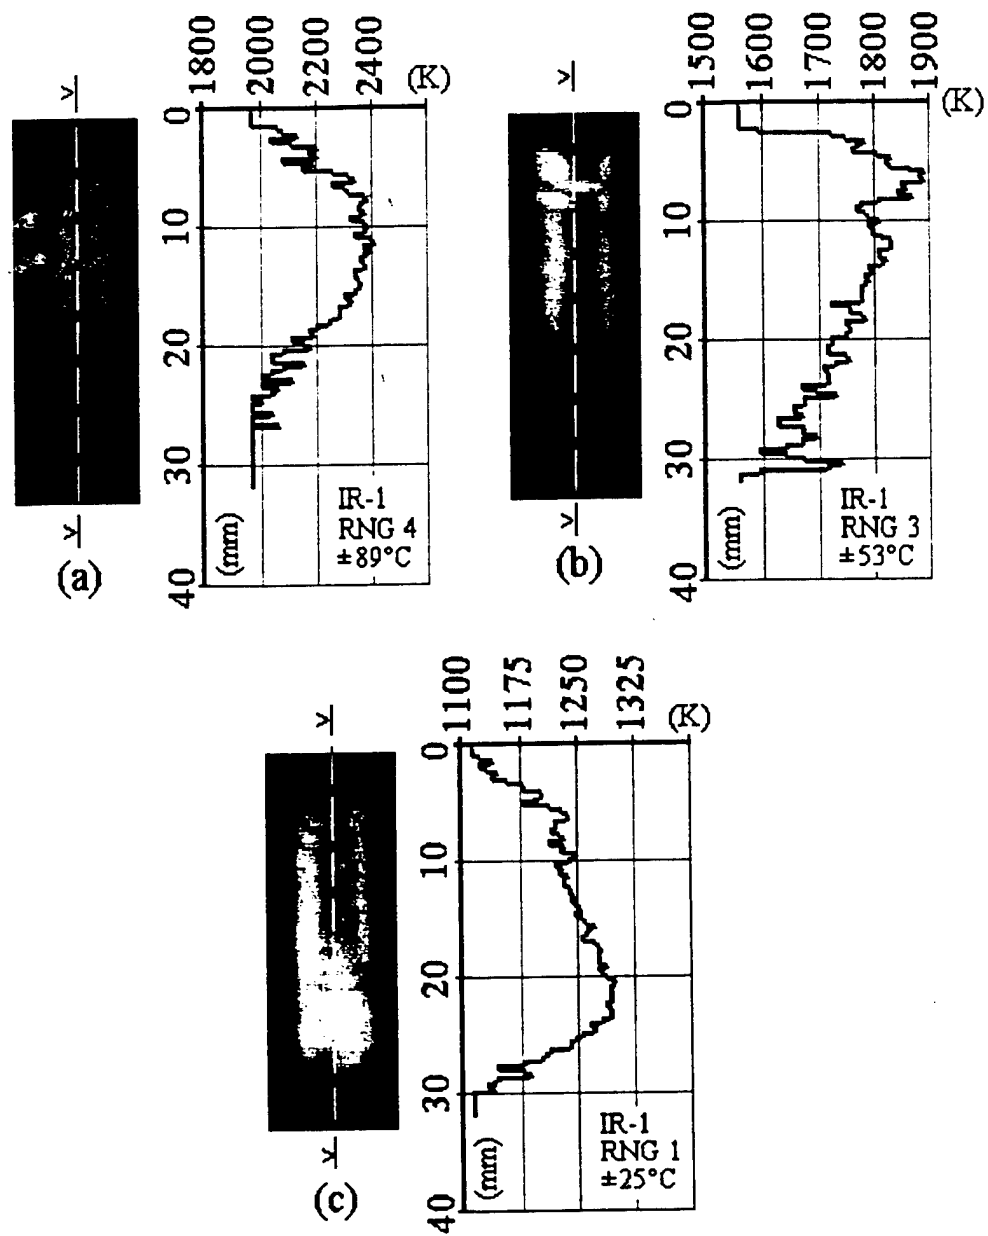 1800
2000
2200
2400
(K)
0
10
20
30
40
(mm)
IR-1
RNG 4
±89°C
V
V
(a)
1500
1600
1700
1800
1900
(K)
0
10
20
30
40
(mm)
IR-1
RNG 3
±53°C
V
V
(b)
1100
1175
1250
1325
(K)
0
10
20
30
40
(mm)
IR-1
RNG 1
±25°C
V
V
(c)